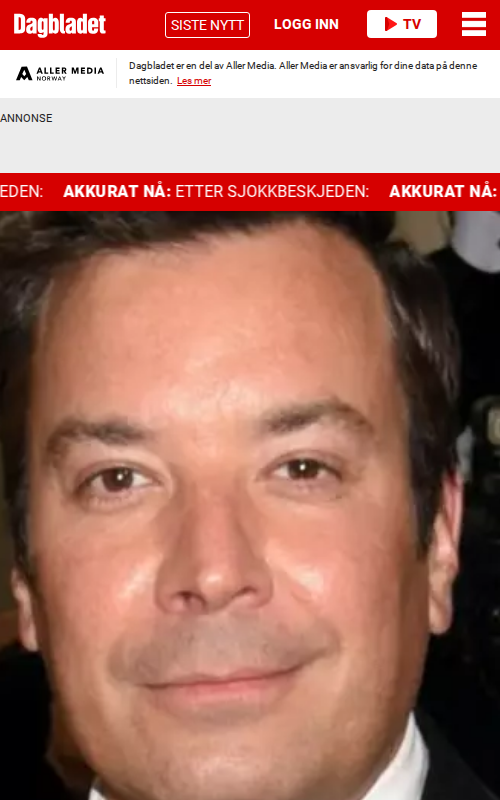 Dagbladet
SISTE NYTT
LOGG INN
TV
ALLER MEDIA
NORWAY
Dagbladet er en del av Aller Media. Aller Media er ansvarlig for dine data på denne
nettsiden. Les mer
ANNONSE
EDEN: AKKURAT NÅ: ETTER SJOKKBESKJEDEN: AKKURAT NÅ: